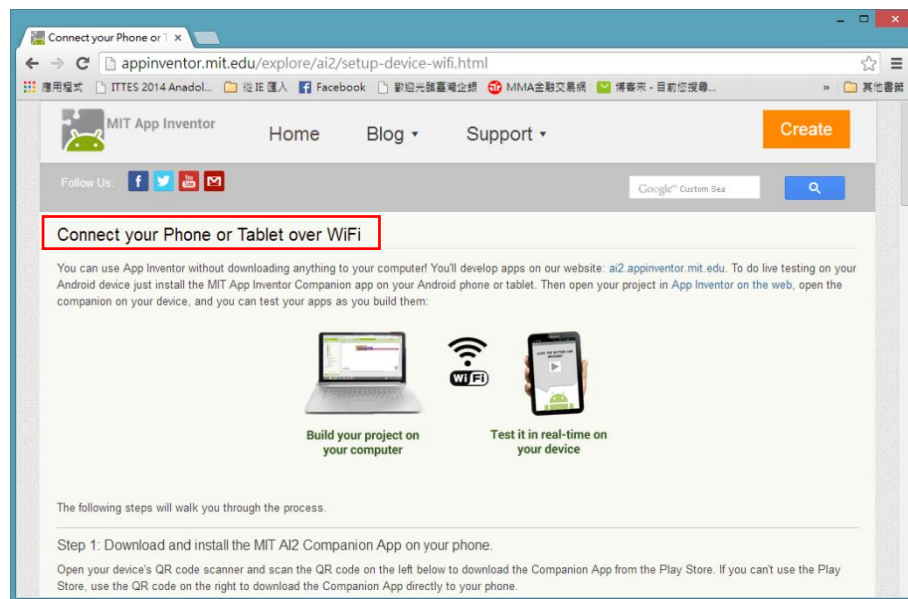 Connect your Phone or T
appinventor.mit.edu/explore/ai2/setup-device-wifi.html
應用程式 ITTES 2014 Anadol... 從 IE 匯入 Facebook 歡迎光臨臺灣企銀 MMA金融交易網 博客來 - 目前您搜尋... » 其他書籤
MIT App Inventor
Home Blog Support
Create
Follow Us:
You Tube
Google™ Custom Sea
Connect your Phone or Tablet over WiFi
You can use App Inventor without downloading anything to your computer! You'll develop apps on our website: ai2.appinventor.mit.edu. To do live testing on your
Android device just install the MIT App Inventor Companion app on your Android phone or tablet. Then open your project in App Inventor on the web, open the
companion on your device, and you can test your apps as you build them:
WiFi
Build your project on
your computer
Test it in real-time on
your device
The following steps will walk you through the process.
Step 1: Download and install the MIT AI2 Companion App on your phone.
Open your device's QR code scanner and scan the QR code on the left below to download the Companion App from the Play Store. If you can't use the Play
Store, use the QR code on the right to download the Companion App directly to your phone.